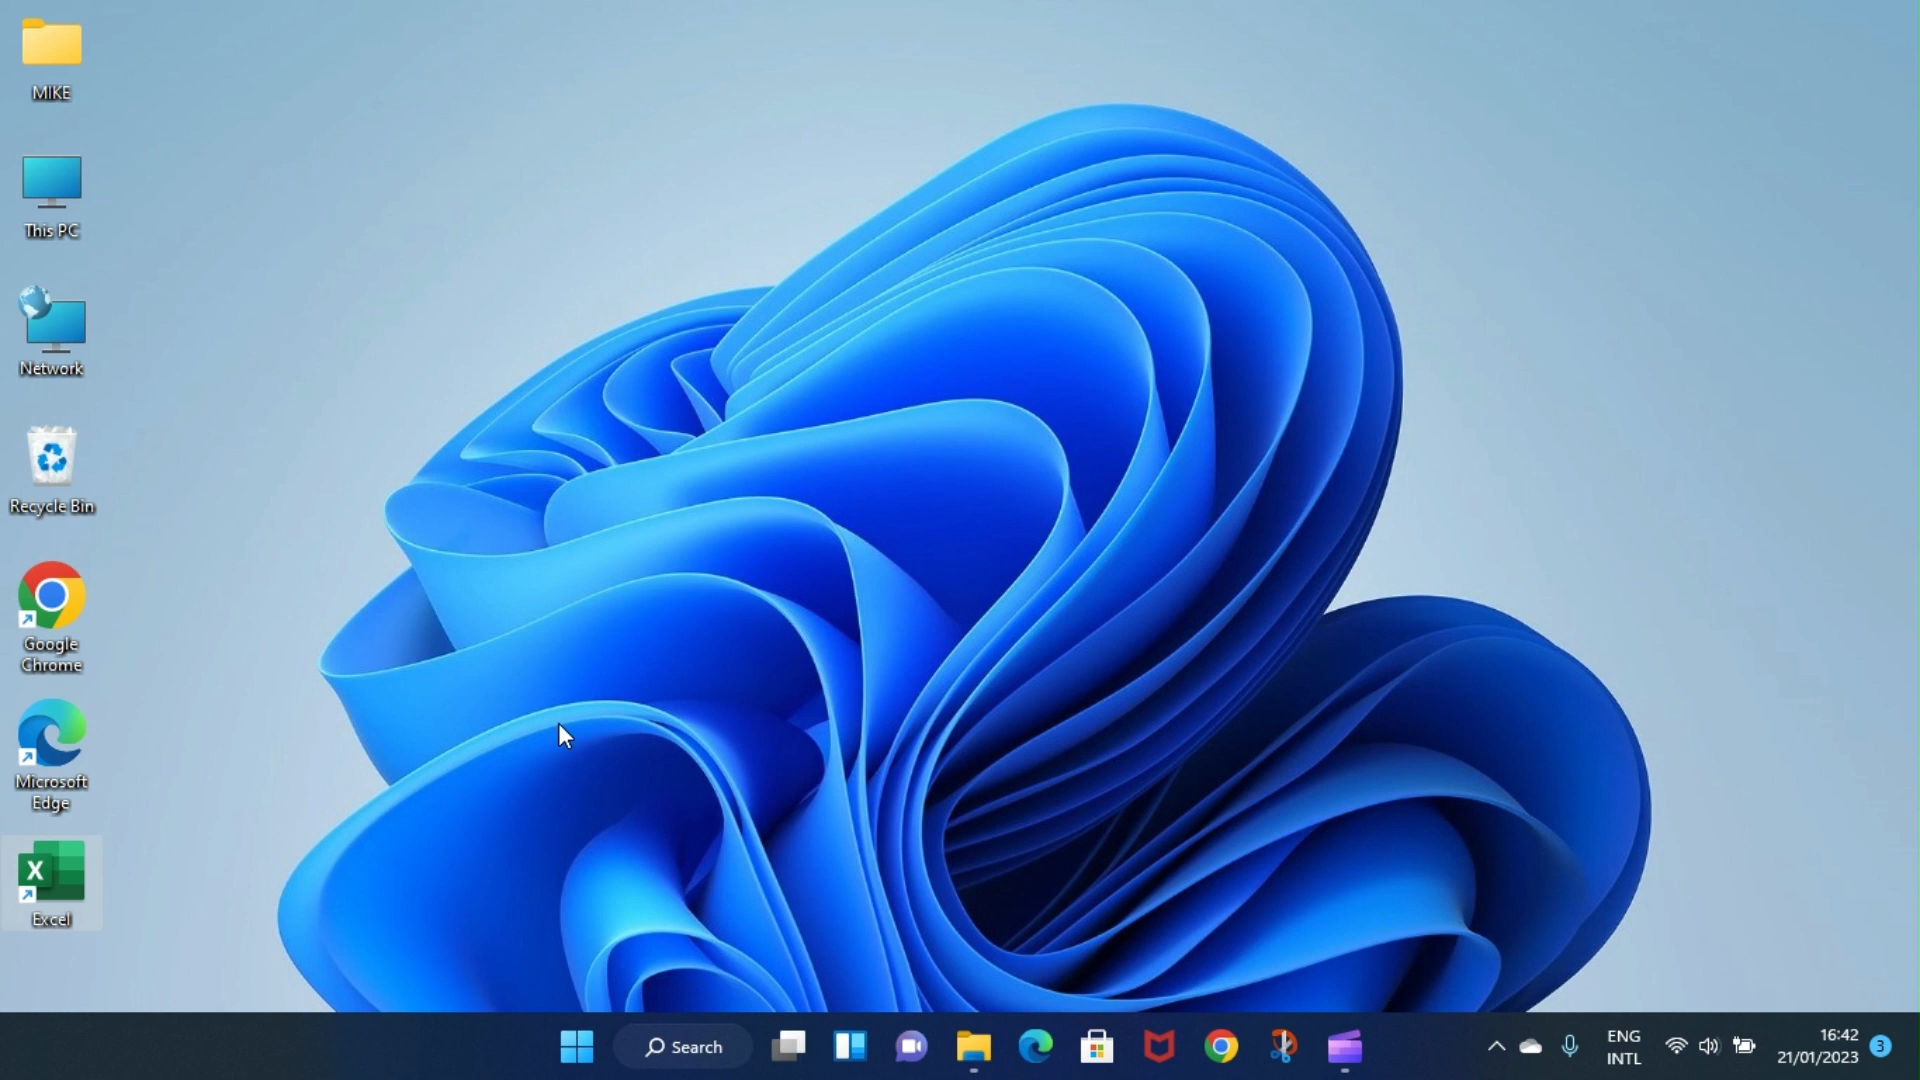 MIKE
This PC
Network
Recycle Bin
Google
Chrome
Microsoft
Edge
X
Excel
Search
ENG
INTL
16:42
21/01/2023
3